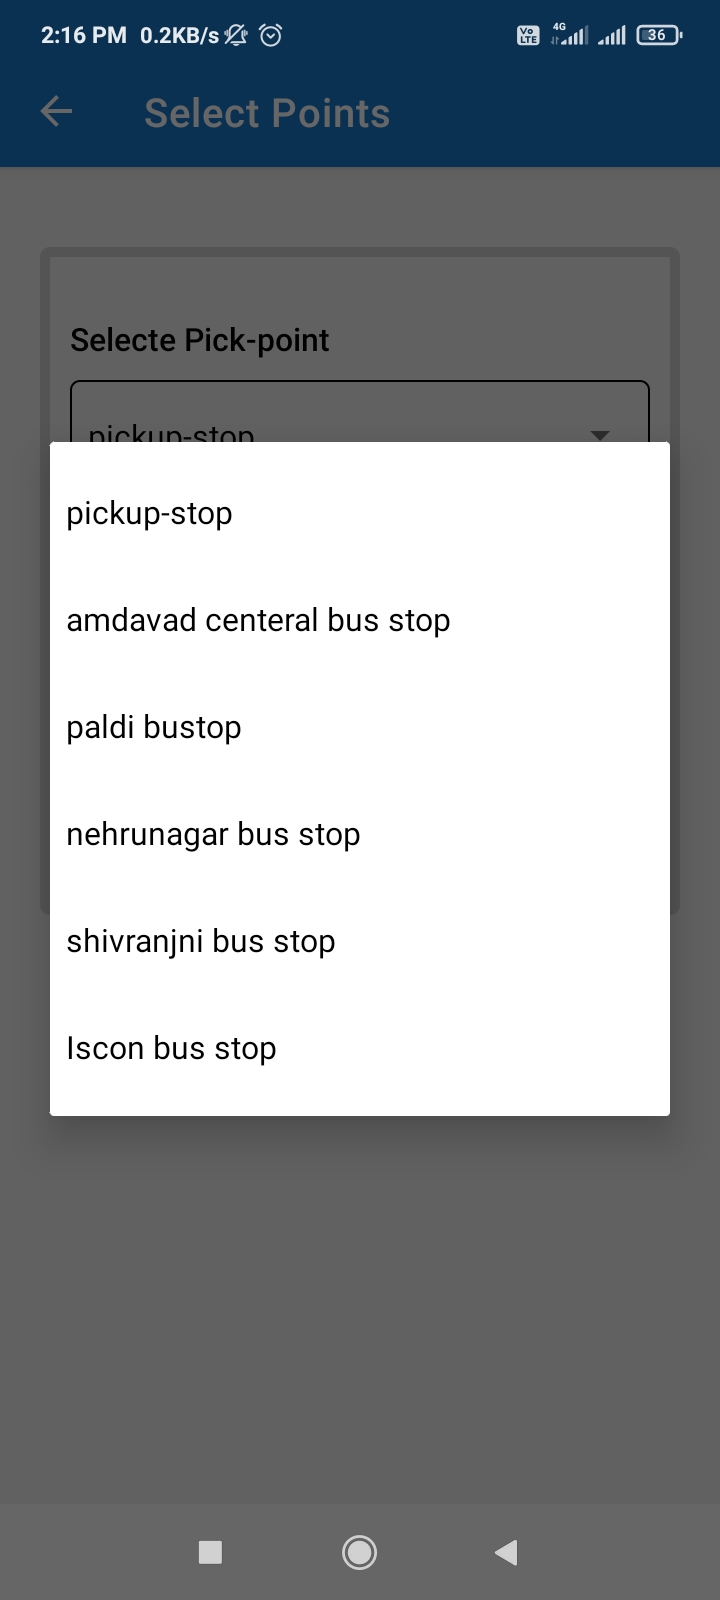 2:16 PM 0.2KB/s Vo LTE 4G 36
Select Points
Selecte Pick-point
pickup-stop
pickup-stop
amdavad centeral bus stop
paldi bustop
nehrunagar bus stop
shivranjni bus stop
Iscon bus stop